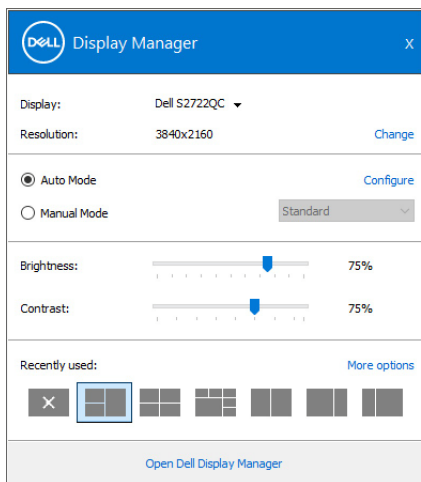 DELL Display Manager X
Display: Dell S2722QC
Resolution: 3840x2160 Change
Auto Mode Configure
Manual Mode Standard
Brightness: 75%
Contrast: 75%
Recently used: More options
Open Dell Display Manager